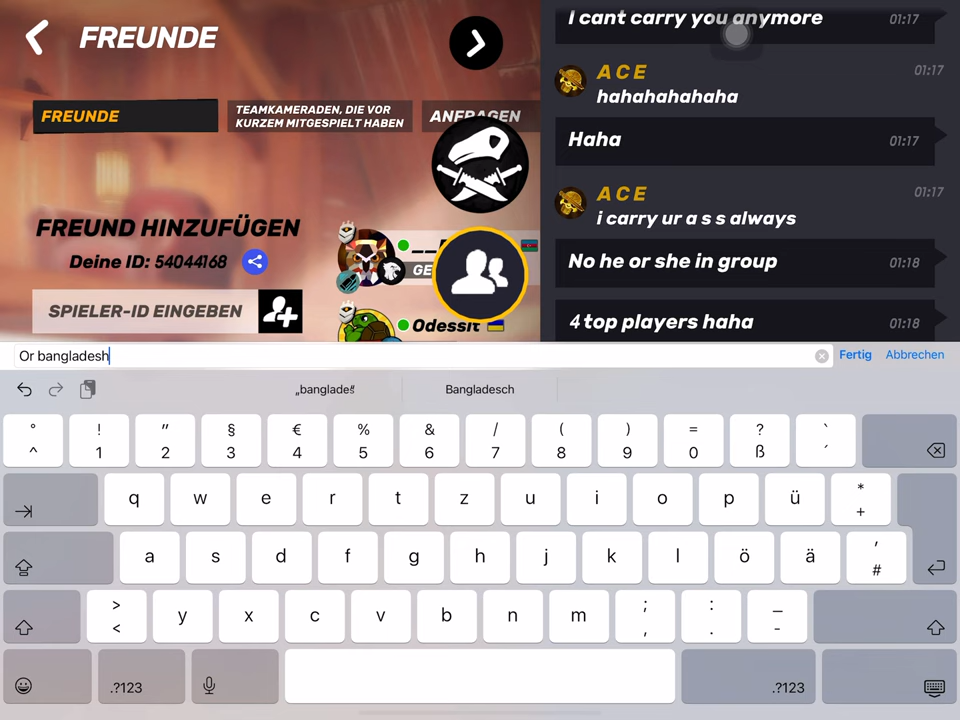 FREUNDE
FREUNDE
TEAMKAMERADEN, DIE VOR
KURZEM MITGESPIELT HABEN
ANFRAGEN
FREUND HINZUFÜGEN
Deine ID: 54044168
SPIELER-ID EINGEBEN
GE
Odessit
I cant carry you anymore
01:17
A C E
01:17
hahahahahaha
Haha
01:17
A C E
01:17
i carry ur a s s always
No he or she in group
01:18
4 top players haha
01:18
Or bangladesh
Fertig
Abbrechen
„banglades“
Bangladesch
° ! " § € % & / ( ) = ? `
^ 1 2 3 4 5 6 7 8 9 0 ß ´
q w e r t z u i o p ü * +
a s d f g h j k l ö ä ' #
> < y x c v b n m ; , : . _ -
.?123
.?123